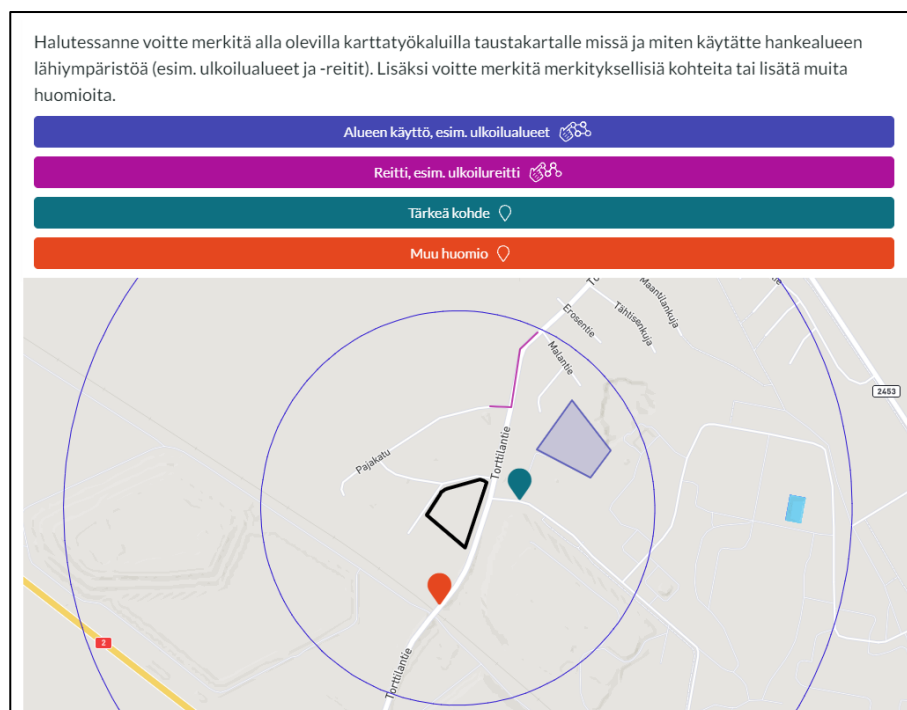 Halutessanne voitte merkitä alla olevilla karttatyökaluilla taustakartalle missä ja miten käytätte hankealueen
lähiympäristöä (esim. ulkoilualueet ja -reitit). Lisäksi voitte merkitä merkityksellisiä kohteita tai lisätä muita
huomioita.
Alueen käyttö, esim. ulkoilualueet
Reitti, esim. ulkoilureitti
Tärkeä kohde
Muu huomio
Erosentie
Tähtisenkuja
Maantilankuja
Malantie
2453
Pajakatu
Torttilantie
2
Torttilantie